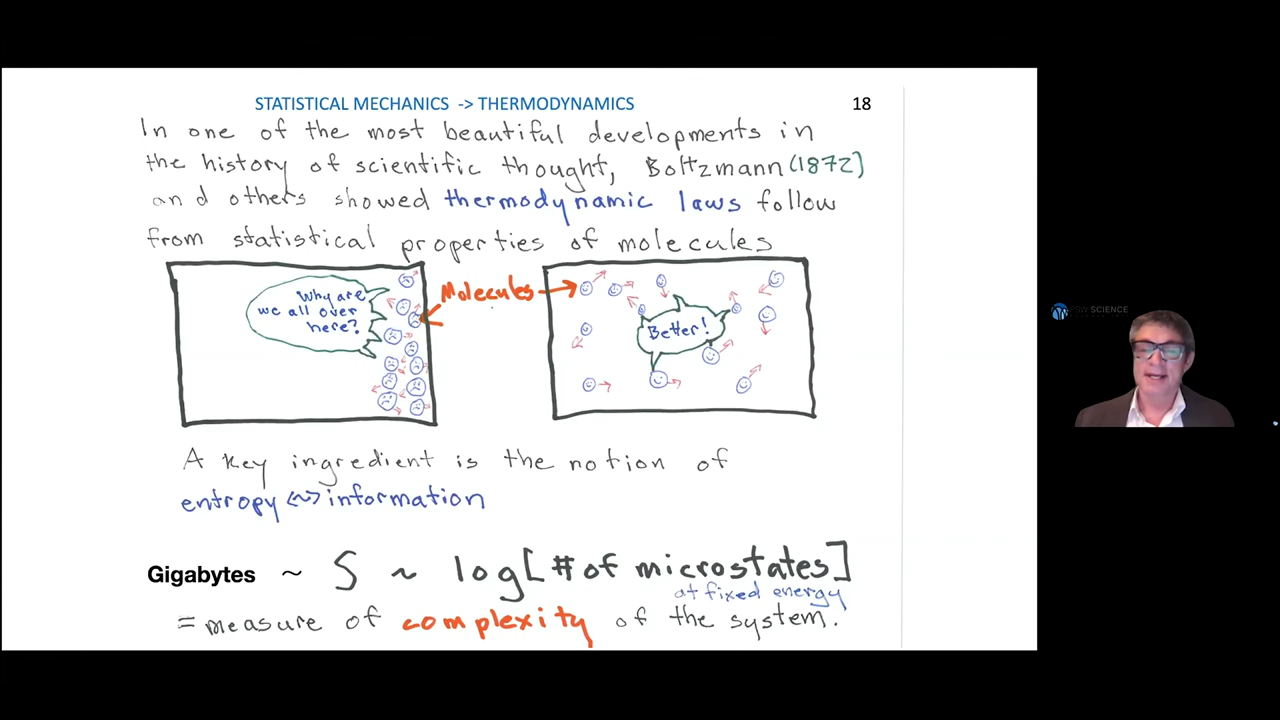 STATISTICAL MECHANICS -> THERMODYNAMICS 18
In one of the most beautiful developments in
the history of scientific thought, Boltzmann (1872)
and others showed thermodynamic laws follow
from statistical properties of molecules
Why are
we all over
here?
Molecules
Better!
A key ingredient is the notion of
entropy <~> information
Gigabytes ~ S ~ log[# of microstates]
at fixed energy
= measure of complexity of the system.
SCIENCE